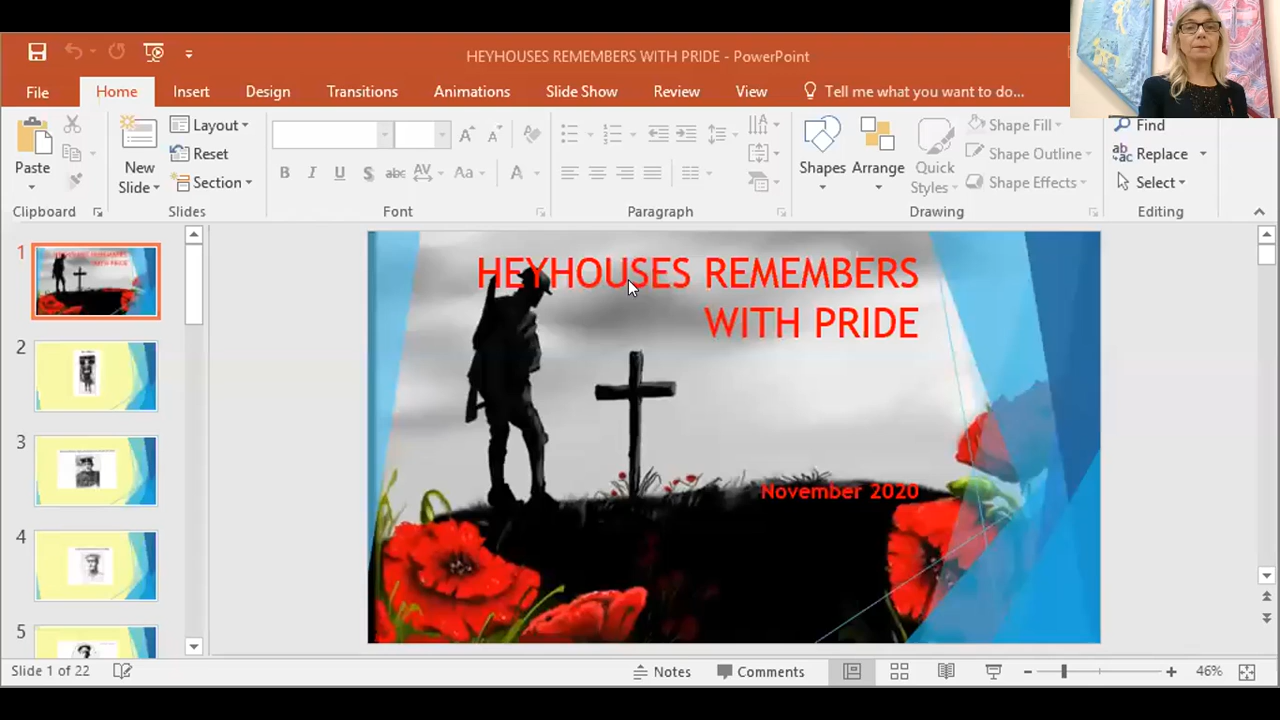 HEYHOUSES REMEMBERS WITH PRIDE - PowerPoint
File
Home
Insert
Design
Transitions
Animations
Slide Show
Review
View
Tell me what you want to do...
Paste
New
Slide
Layout
Reset
Section
B I U S abc AV Aa A
Shapes
Arrange
Quick
Styles
Shape Fill
Shape Outline
Shape Effects
Find
Replace
Select
Clipboard
Slides
Font
Paragraph
Drawing
Editing
1
2
3
4
5
HEYHOUSES REMEMBERS
WITH PRIDE
November 2020
Slide 1 of 22
Notes
Comments
46%